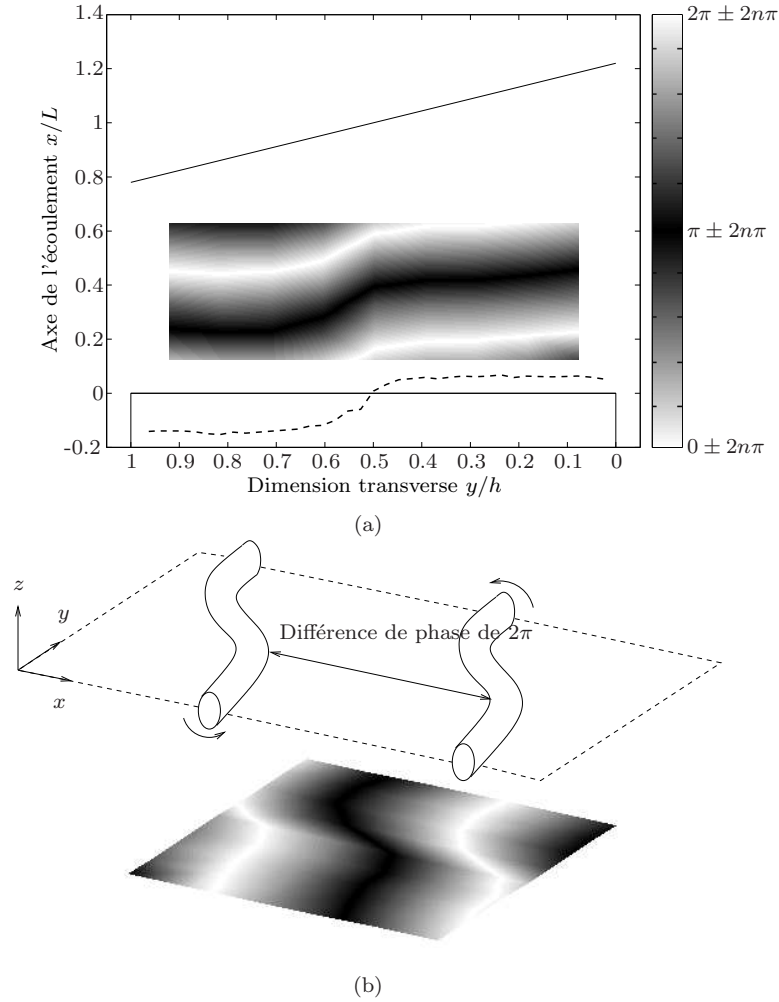 1.4
1.2
1
0.8
0.6
0.4
0.2
0
-0.2
Axe de l'écoulement x/L
1 0.9 0.8 0.7 0.6 0.5 0.4 0.3 0.2 0.1 0
Dimension transverse y/h
2π ± 2nπ
π ± 2nπ
0 ± 2nπ
(a)
z
y
x
Différence de phase de 2π
(b)